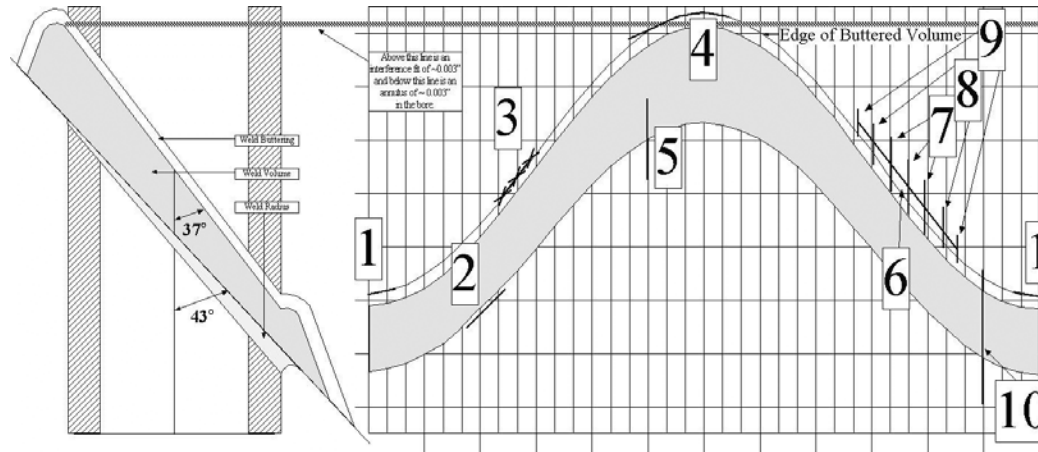 Above this line is an
interference fit of ~0.003"
and below this line is an
annulus of ~ 0.003"
in the bore.
Edge of Buttered Volume
Weld Buttering
Weld Volume
Weld Radius
37°
43°
1
2
3
4
5
6
7
8
9
10
1